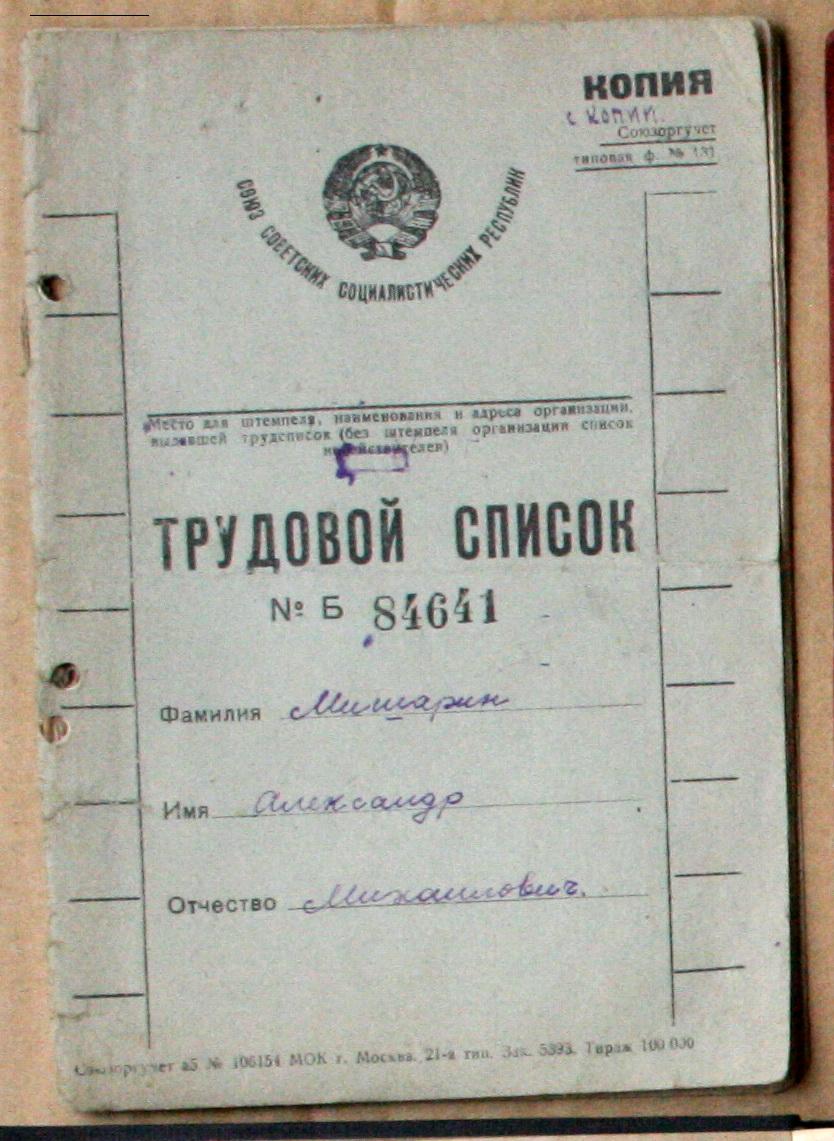 КОПИЯ
с копии.
Союзоргучет
типовая ф. № 131
СОЮЗ СОВЕТСКИХ СОЦИАЛИСТИЧЕСКИХ РЕСПУБЛИК
Место для штемпеля, наименования и адреса организации,
выдавшей трудсписок (без штемпеля организации список
недействителен)
ТРУДОВОЙ СПИСОК
№ Б 84641
Фамилия Мишарин
Имя Александр
Отчество Михаилович.
Союзоргучет а5 № 106154 МОК г. Москва. 21-я тип. Зак. 5393. Тираж 100 000